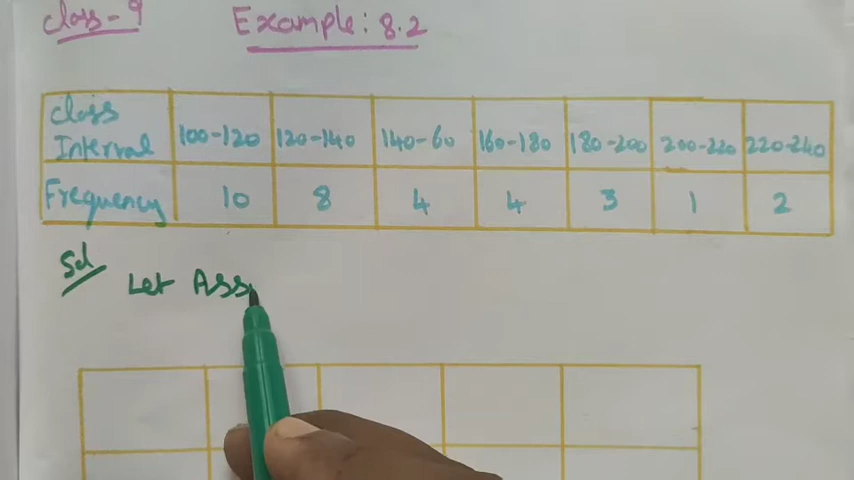 class - 9 Example: 8.2
class Interval 100-120 120-140 140-60 160-180 180-200 200-220 220-240
Frequency 10 8 4 4 3 1 2
Sol
Let Ass